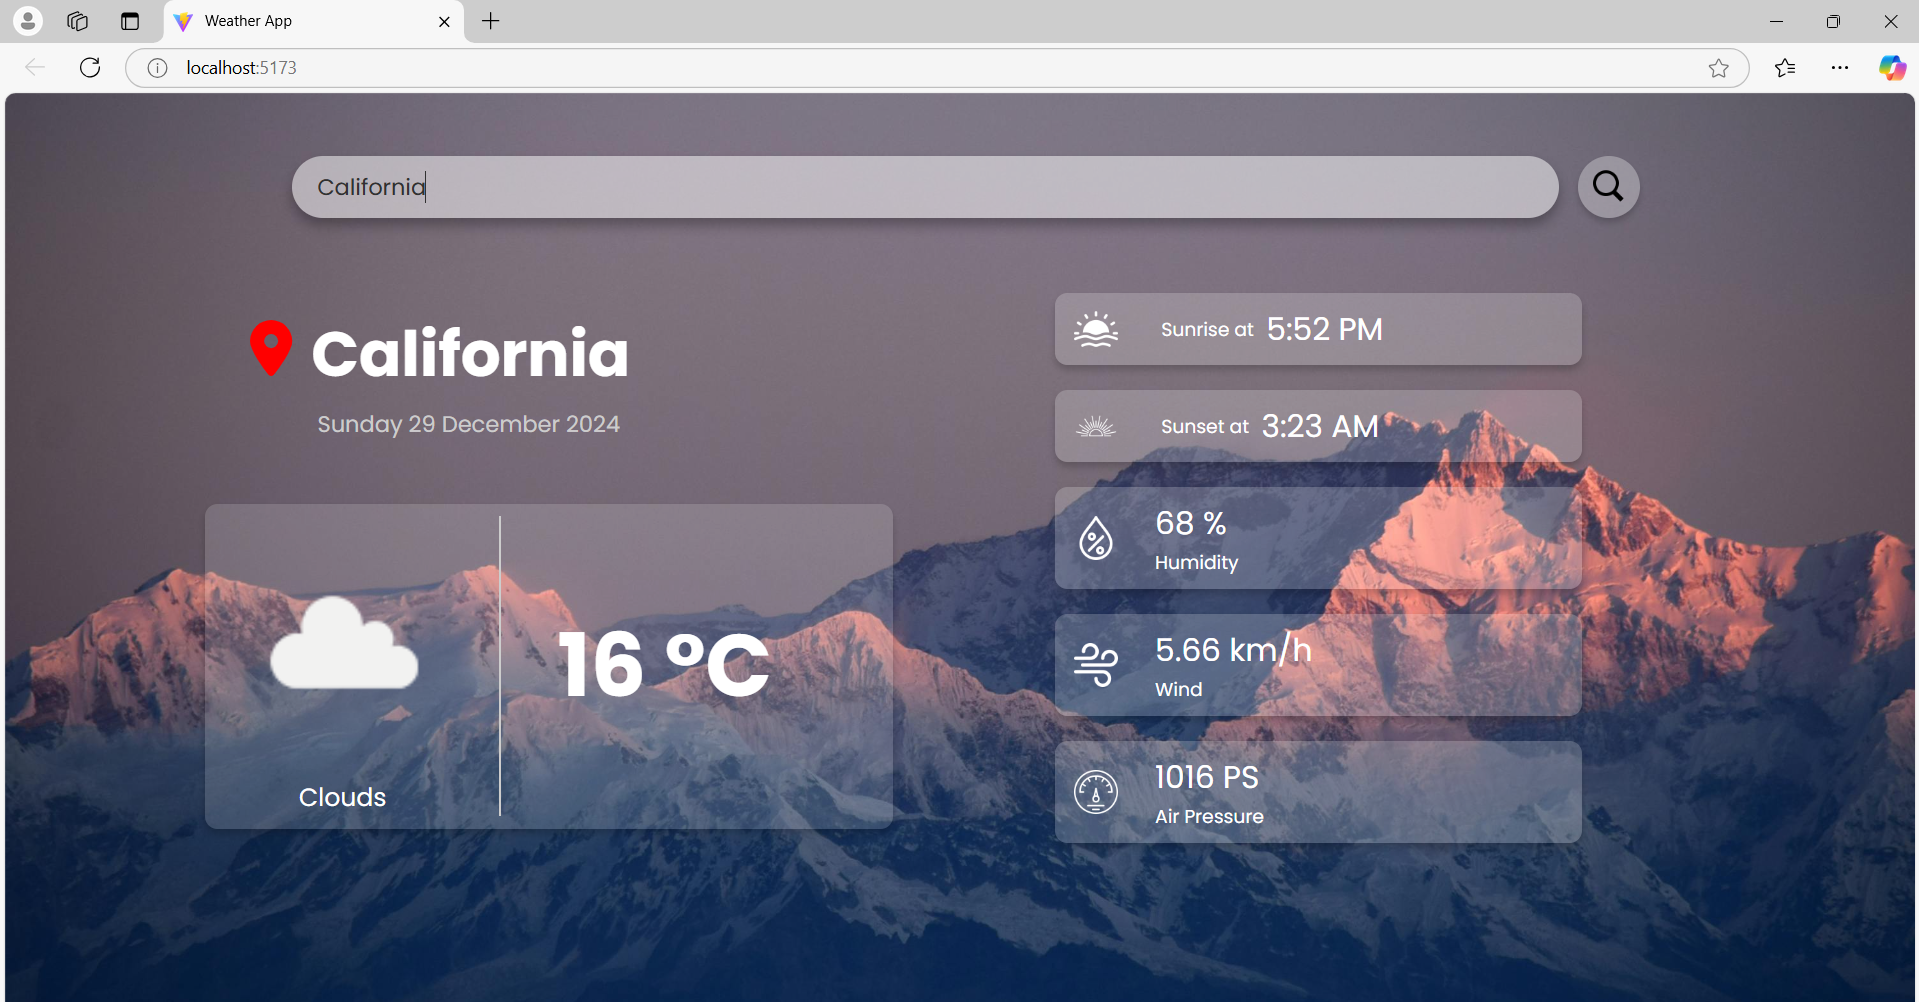 Weather App
localhost:5173
California
California
Sunday 29 December 2024
Clouds
16 °C
Sunrise at 5:52 PM
Sunset at 3:23 AM
68 %
Humidity
5.66 km/h
Wind
1016 PS
Air Pressure